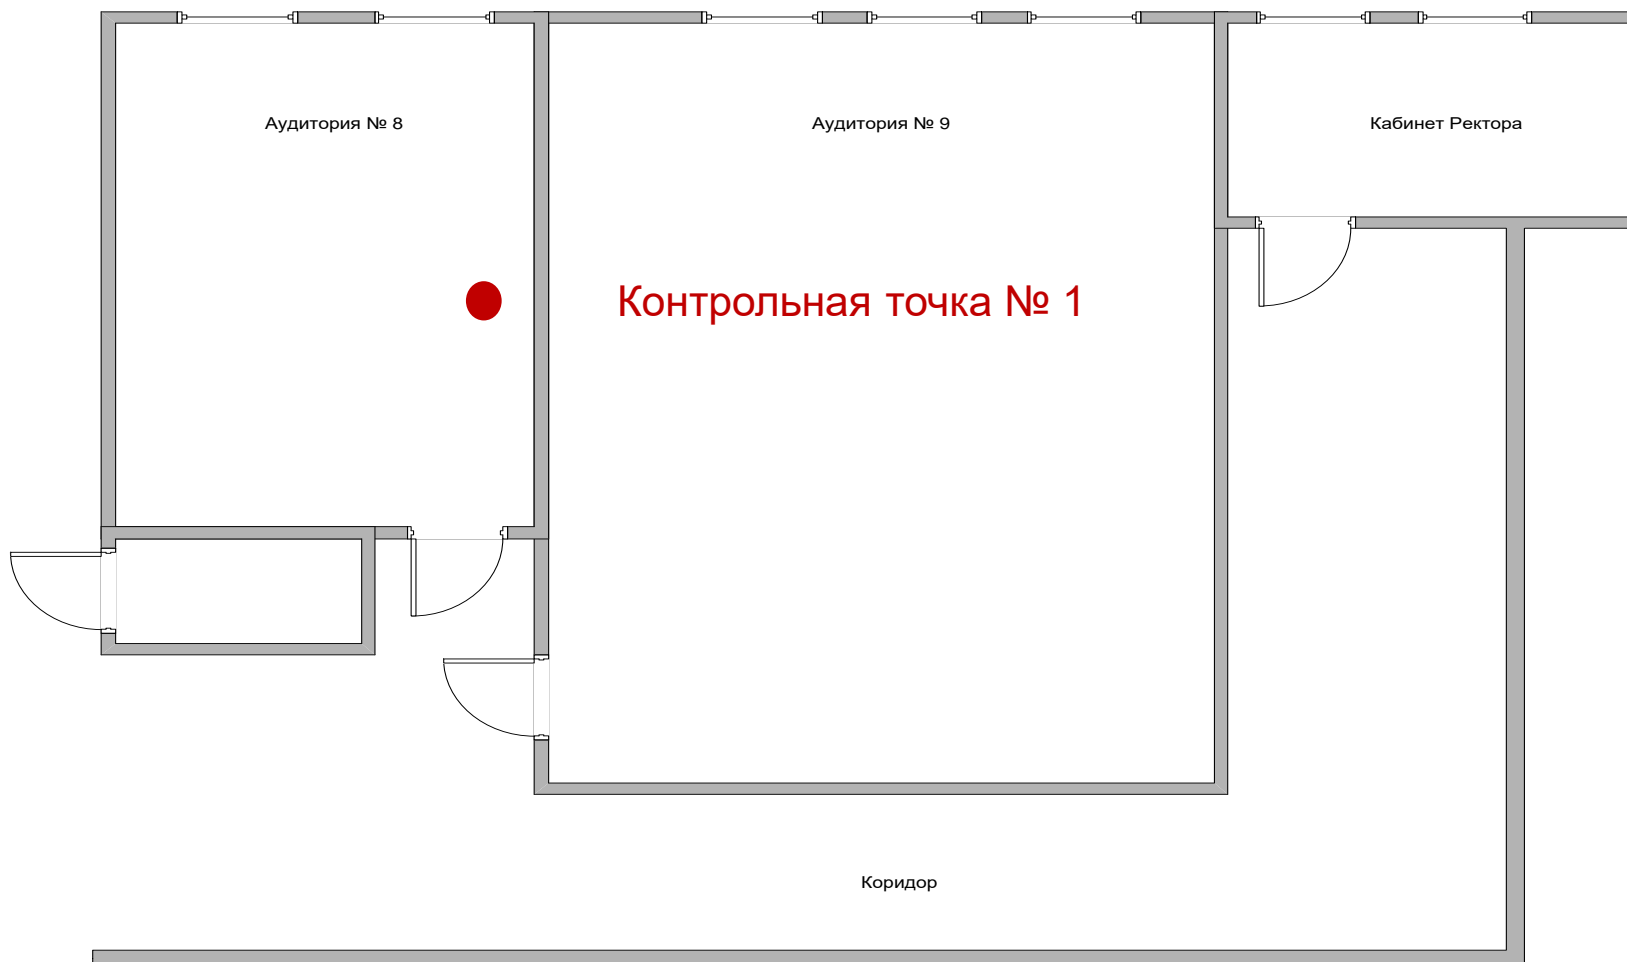 Аудитория № 8
Аудитория № 9
Кабинет Ректора
Контрольная точка № 1
Коридор